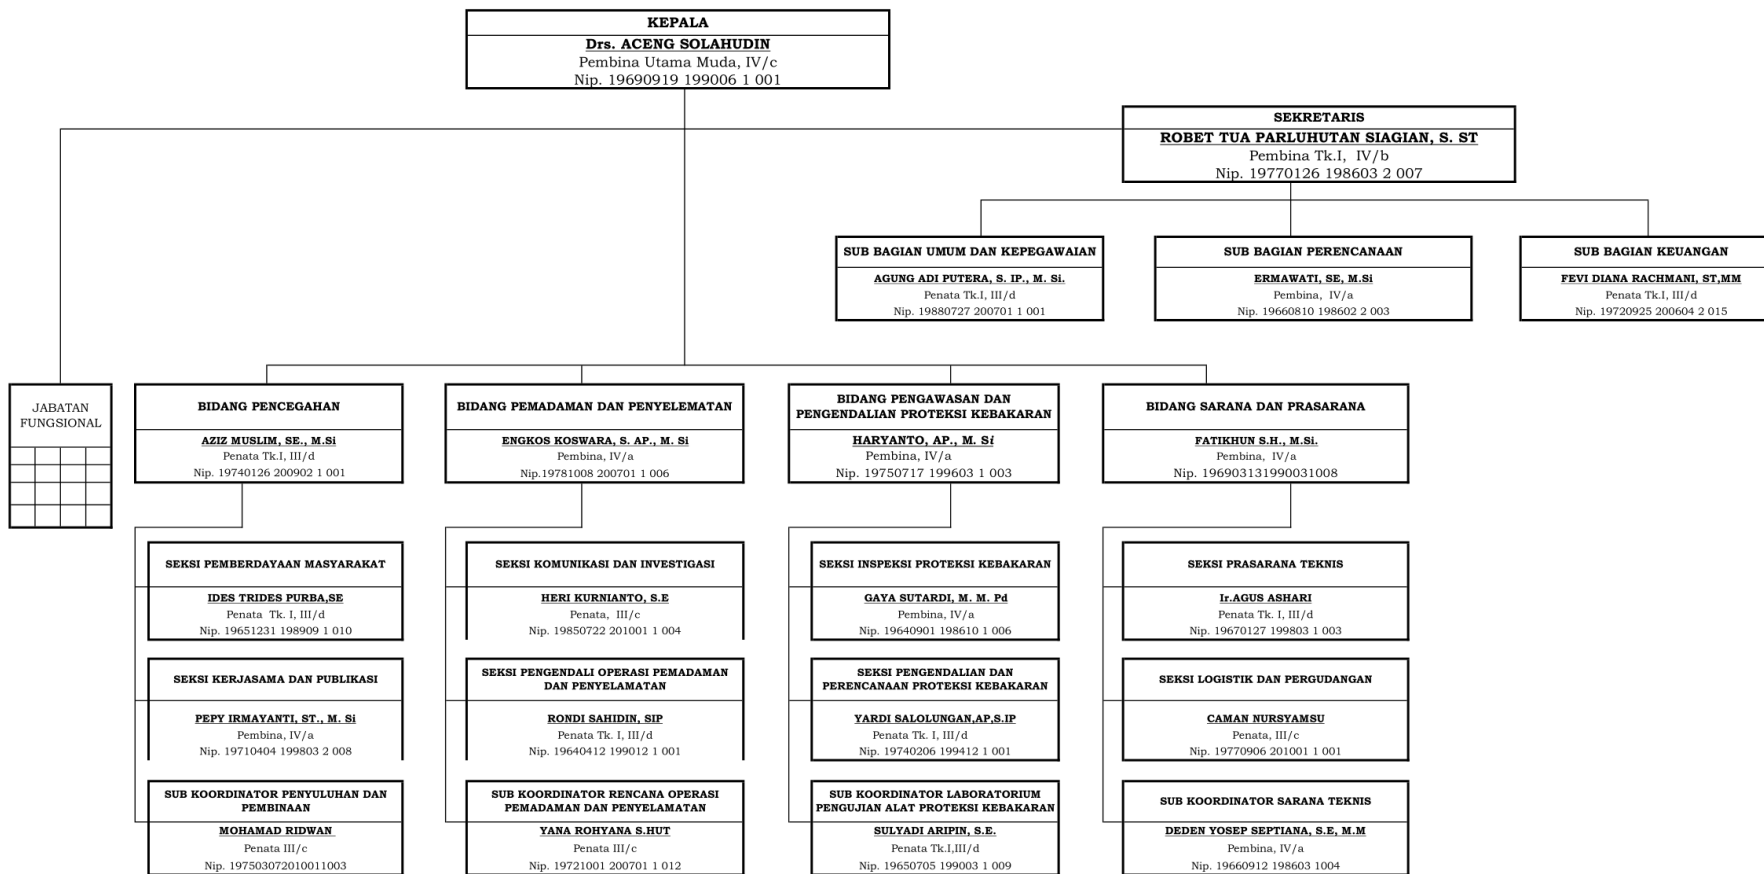 KEPALA
Drs. ACENG SOLAHUDIN
Pembina Utama Muda, IV/c
Nip. 19690919 199006 1 001
SEKRETARIS
ROBET TUA PARLUHUTAN SIAGIAN, S. ST
Pembina Tk.I, IV/b
Nip. 19770126 198603 2 007
SUB BAGIAN UMUM DAN KEPEGAWAIAN
AGUNG ADI PUTERA, S. IP., M. Si.
Penata Tk.I, III/d
Nip. 19880727 200701 1 001
SUB BAGIAN PERENCANAAN
ERMAWATI, SE, M.Si
Pembina, IV/a
Nip. 19660810 198602 2 003
SUB BAGIAN KEUANGAN
FEVI DIANA RACHMANI, ST,MM
Penata Tk.I, III/d
Nip. 19720925 200604 2 015
JABATAN
FUNGSIONAL
BIDANG PENCEGAHAN
AZIZ MUSLIM, SE., M.Si
Penata Tk.I, III/d
Nip. 19740126 200902 1 001
BIDANG PEMADAMAN DAN PENYELEMATAN
ENGKOS KOSWARA, S. AP., M. Si
Pembina, IV/a
Nip.19781008 200701 1 006
BIDANG PENGAWASAN DAN
PENGENDALIAN PROTEKSI KEBAKARAN
HARYANTO, AP., M. Si
Pembina, IV/a
Nip. 19750717 199603 1 003
BIDANG SARANA DAN PRASARANA
FATIKHUN S.H., M.Si.
Pembina, IV/a
Nip. 196903131990031008
SEKSI PEMBERDAYAAN MASYARAKAT
IDES TRIDES PURBA,SE
Penata Tk. I, III/d
Nip. 19651231 198909 1 010
SEKSI KOMUNIKASI DAN INVESTIGASI
HERI KURNIANTO, S.E
Penata, III/c
Nip. 19850722 201001 1 004
SEKSI INSPEKSI PROTEKSI KEBAKARAN
GAYA SUTARDI, M. M. Pd
Pembina, IV/a
Nip. 19640901 198610 1 006
SEKSI PRASARANA TEKNIS
Ir.AGUS ASHARI
Penata Tk. I, III/d
Nip. 19670127 199803 1 003
SEKSI KERJASAMA DAN PUBLIKASI
PEPY IRMAYANTI, ST., M. Si
Pembina, IV/a
Nip. 19710404 199803 2 008
SEKSI PENGENDALI OPERASI PEMADAMAN
DAN PENYELAMATAN
RONDI SAHIDIN, SIP
Penata Tk. I, III/d
Nip. 19640412 199012 1 001
SEKSI PENGENDALIAN DAN
PERENCANAAN PROTEKSI KEBAKARAN
YARDI SALOLUNGAN,AP,S.IP
Penata Tk. I, III/d
Nip. 19740206 199412 1 001
SEKSI LOGISTIK DAN PERGUDANGAN
CAMAN NURSYAMSU
Penata, III/c
Nip. 19770906 201001 1 001
SUB KOORDINATOR PENYULUHAN DAN
PEMBINAAN
MOHAMAD RIDWAN
Penata III/c
Nip. 197503072010011003
SUB KOORDINATOR RENCANA OPERASI
PEMADAMAN DAN PENYELAMATAN
YANA ROHYANA S.HUT
Penata III/c
Nip. 19721001 200701 1 012
SUB KOORDINATOR LABORATORIUM
PENGUJIAN ALAT PROTEKSI KEBAKARAN
SULYADI ARIPIN, S.E.
Penata Tk.I,III/d
Nip. 19650705 199003 1 009
SUB KOORDINATOR SARANA TEKNIS
DEDEN YOSEP SEPTIANA, S.E, M.M
Pembina, IV/a
Nip. 19660912 198603 1004